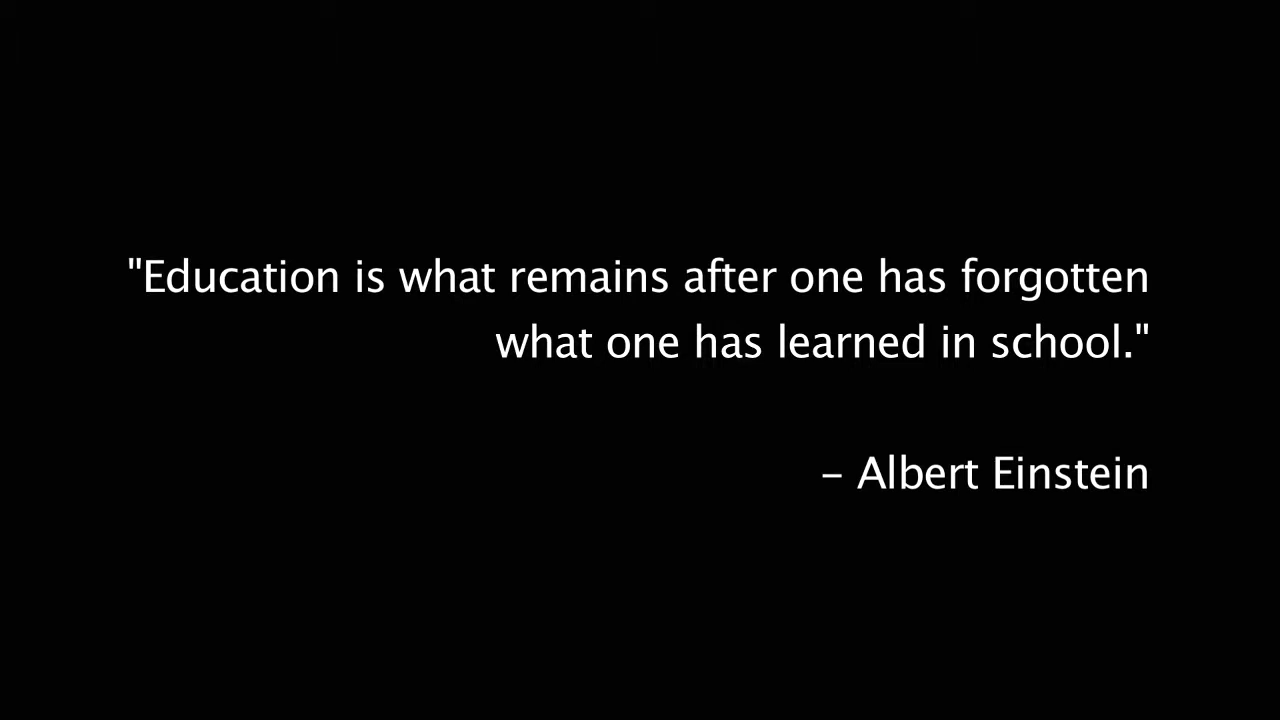 "Education is what remains after one has forgotten
what one has learned in school."
– Albert Einstein